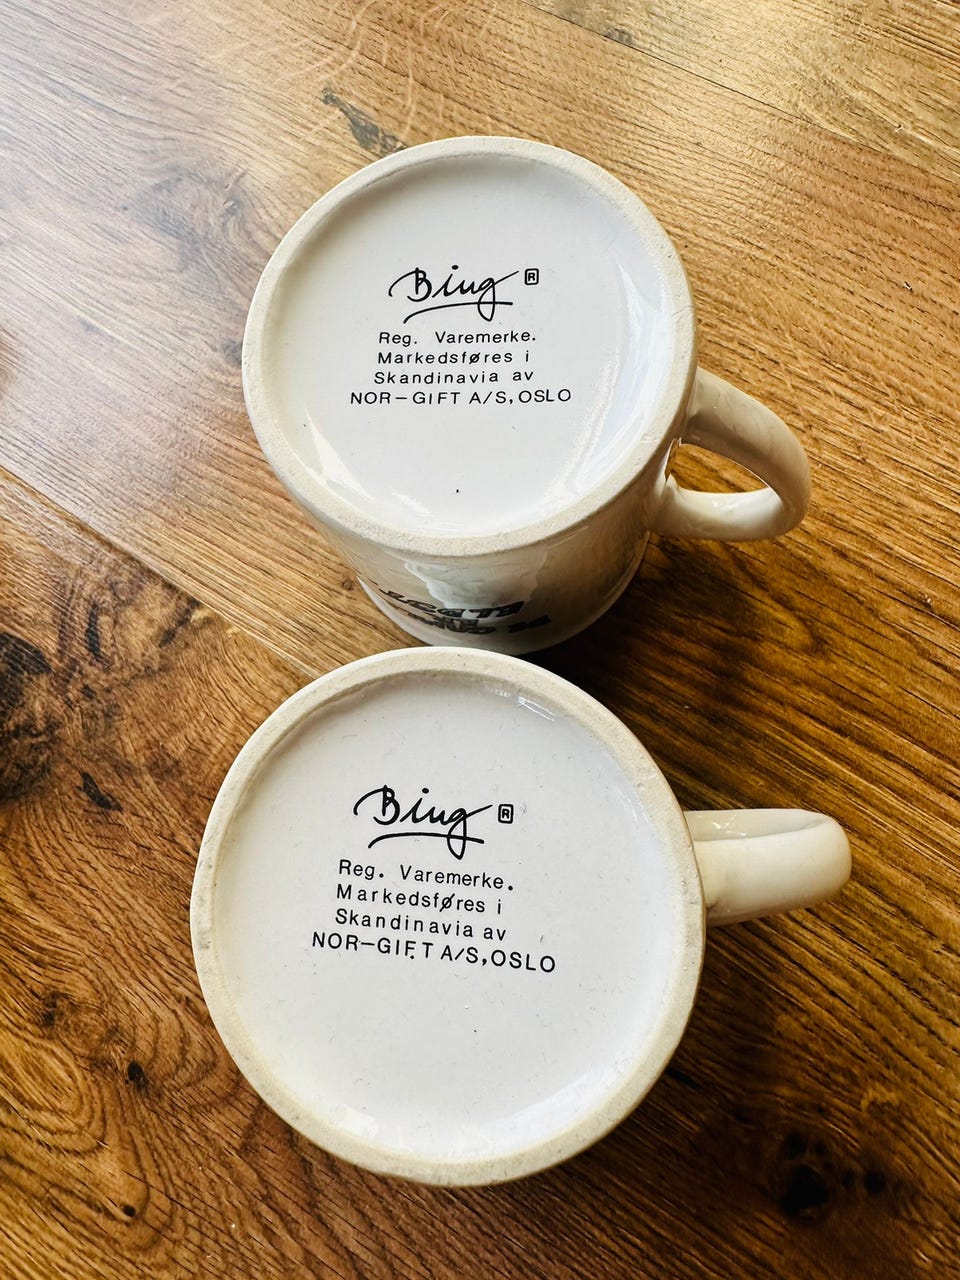 Bing ®
Reg. Varemerke.
Markedsføres i
Skandinavia av
NOR-GIFT A/S, OSLO
Bing ®
Reg. Varemerke.
Markedsføres i
Skandinavia av
NOR-GIFT A/S, OSLO